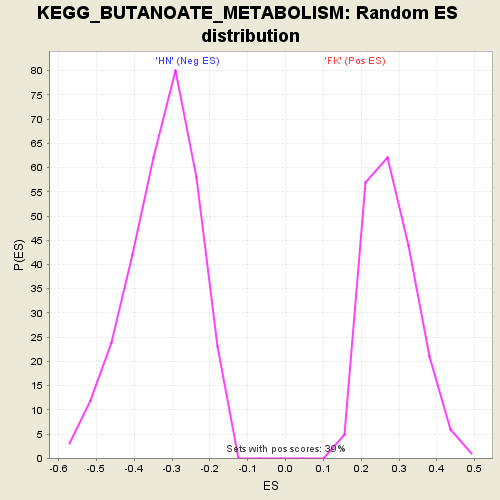 KEGG_BUTANOATE_METABOLISM: Random ES
distribution
'HN' (Neg ES)
'FK' (Pos ES)
80
75
70
65
60
55
50
45
40
35
30
25
20
15
10
5
0
P(ES)
Sets with pos scores: 39%
-0.6 -0.5 -0.4 -0.3 -0.2 -0.1 0.0 0.1 0.2 0.3 0.4 0.5
ES